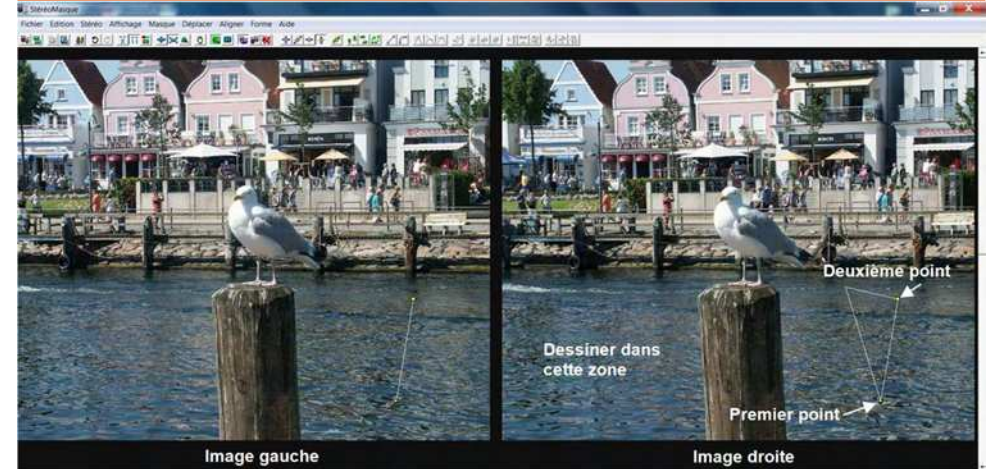 StéréoMasque
Fichier Edition Stéréo Affichage Masque Déplacer Aligner Forme Aide
Deuxième point
Dessiner dans
cette zone
Premier point
Image gauche
Image droite